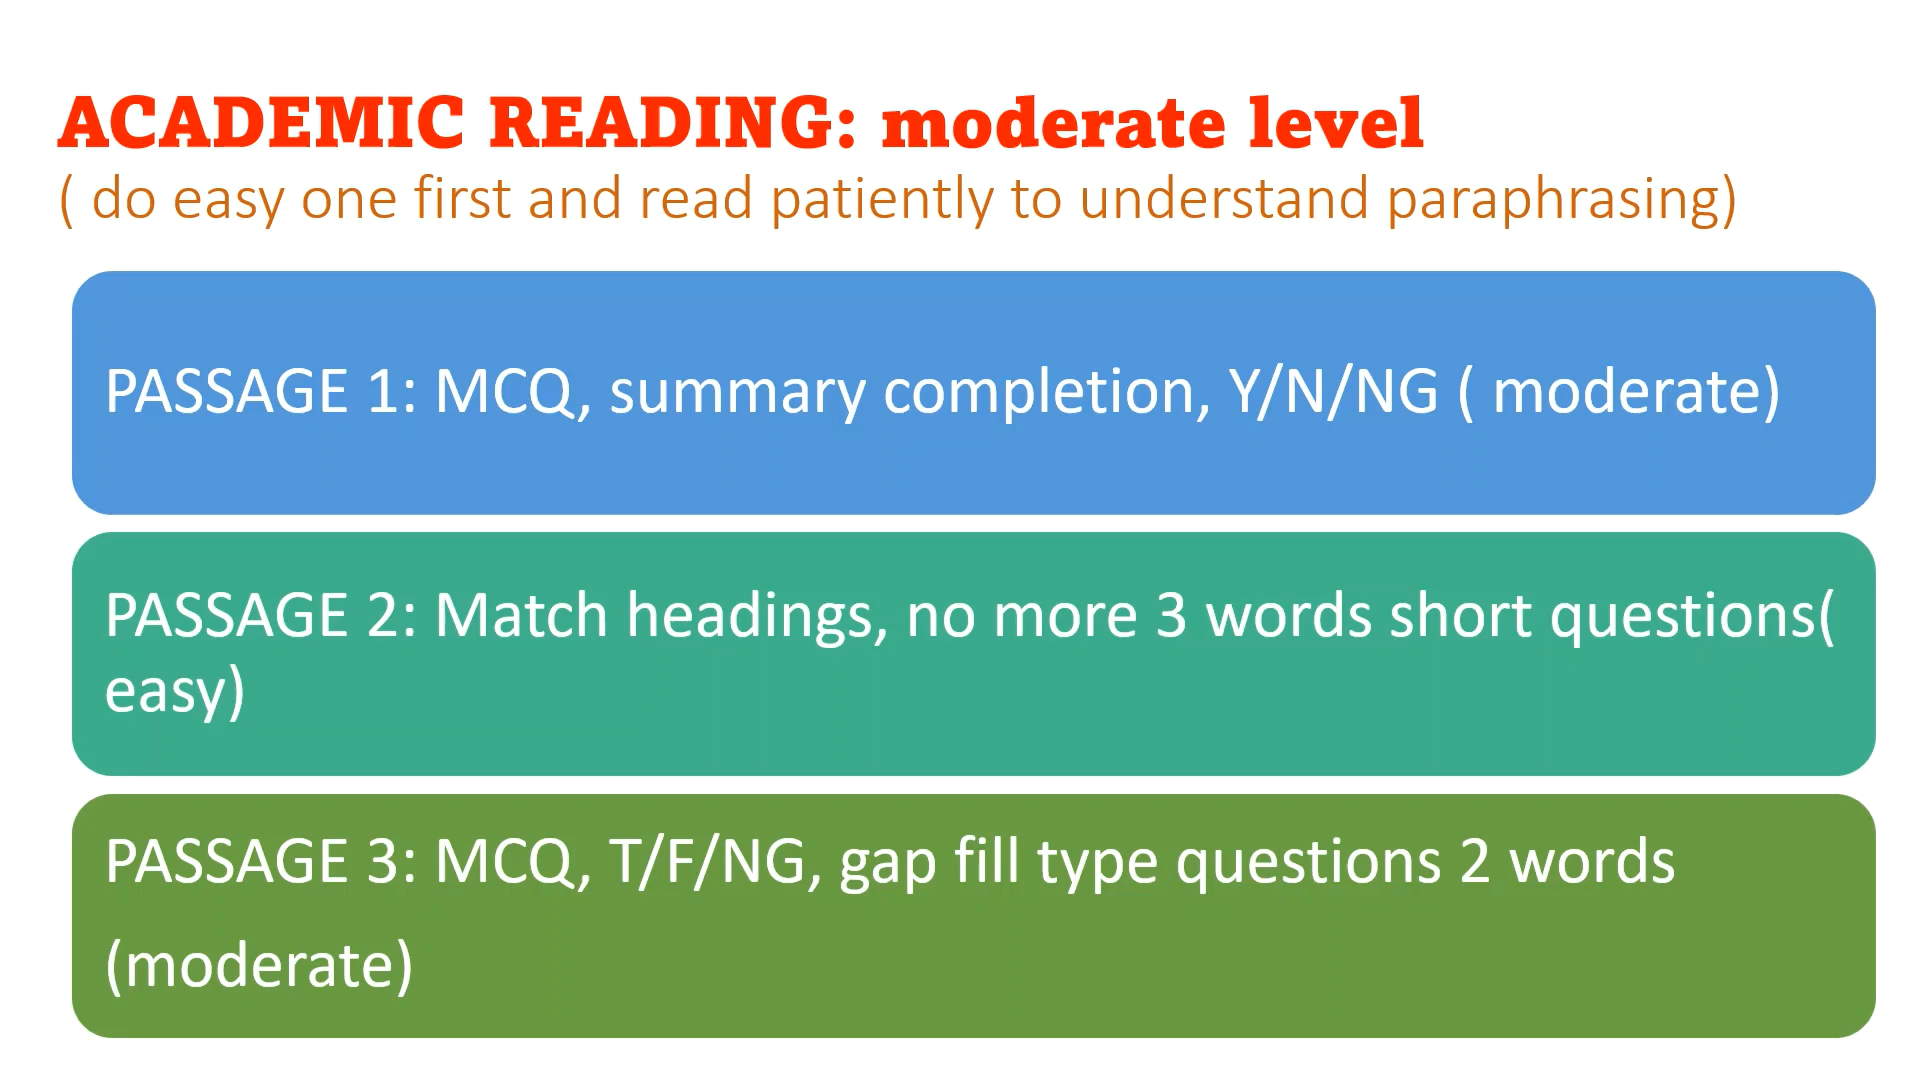 ACADEMIC READING: moderate level
( do easy one first and read patiently to understand paraphrasing)
PASSAGE 1: MCQ, summary completion, Y/N/NG ( moderate)
PASSAGE 2: Match headings, no more 3 words short questions(
easy)
PASSAGE 3: MCQ, T/F/NG, gap fill type questions 2 words
(moderate)